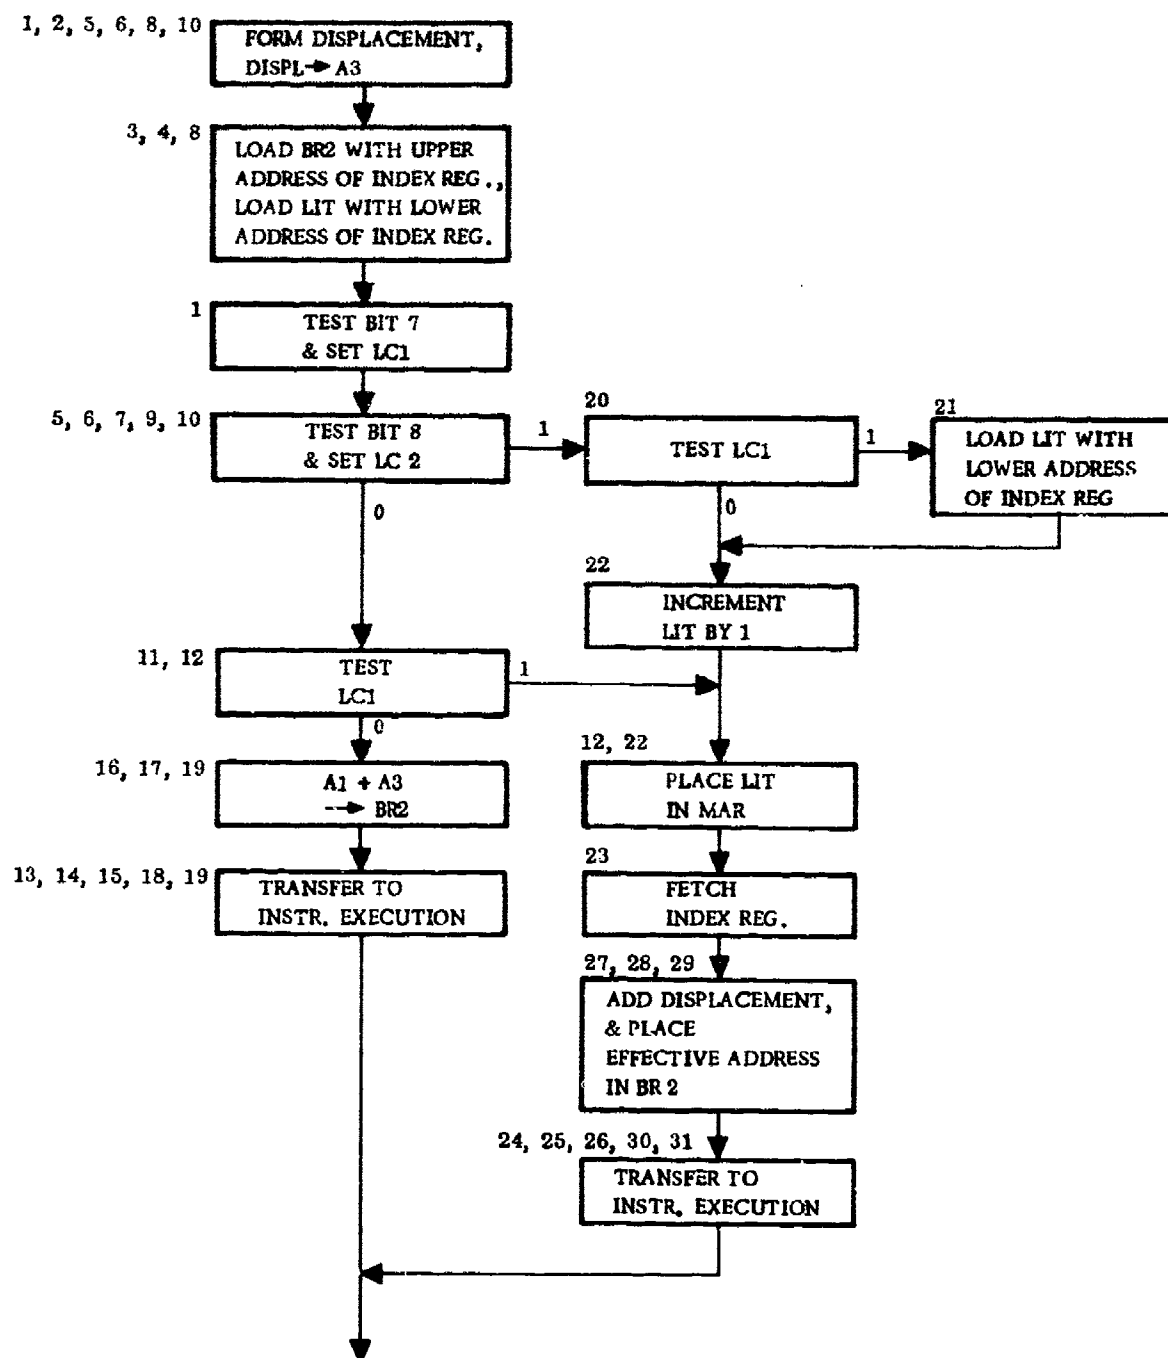 1, 2, 5, 6, 8, 10
FORM DISPLACEMENT,
DISPL → A3
3, 4, 8
LOAD BR2 WITH UPPER
ADDRESS OF INDEX REG.,
LOAD LIT WITH LOWER
ADDRESS OF INDEX REG.
1
TEST BIT 7
& SET LC1
5, 6, 7, 9, 10
TEST BIT 8
& SET LC 2
1
0
20
TEST LC1
1
0
21
LOAD LIT WITH
LOWER ADDRESS
OF INDEX REG
22
INCREMENT
LIT BY 1
11, 12
TEST
LC1
1
0
16, 17, 19
A1 + A3
→ BR2
13, 14, 15, 18, 19
TRANSFER TO
INSTR. EXECUTION
12, 22
PLACE LIT
IN MAR
23
FETCH
INDEX REG.
27, 28, 29
ADD DISPLACEMENT,
& PLACE
EFFECTIVE ADDRESS
IN BR 2
24, 25, 26, 30, 31
TRANSFER TO
INSTR. EXECUTION